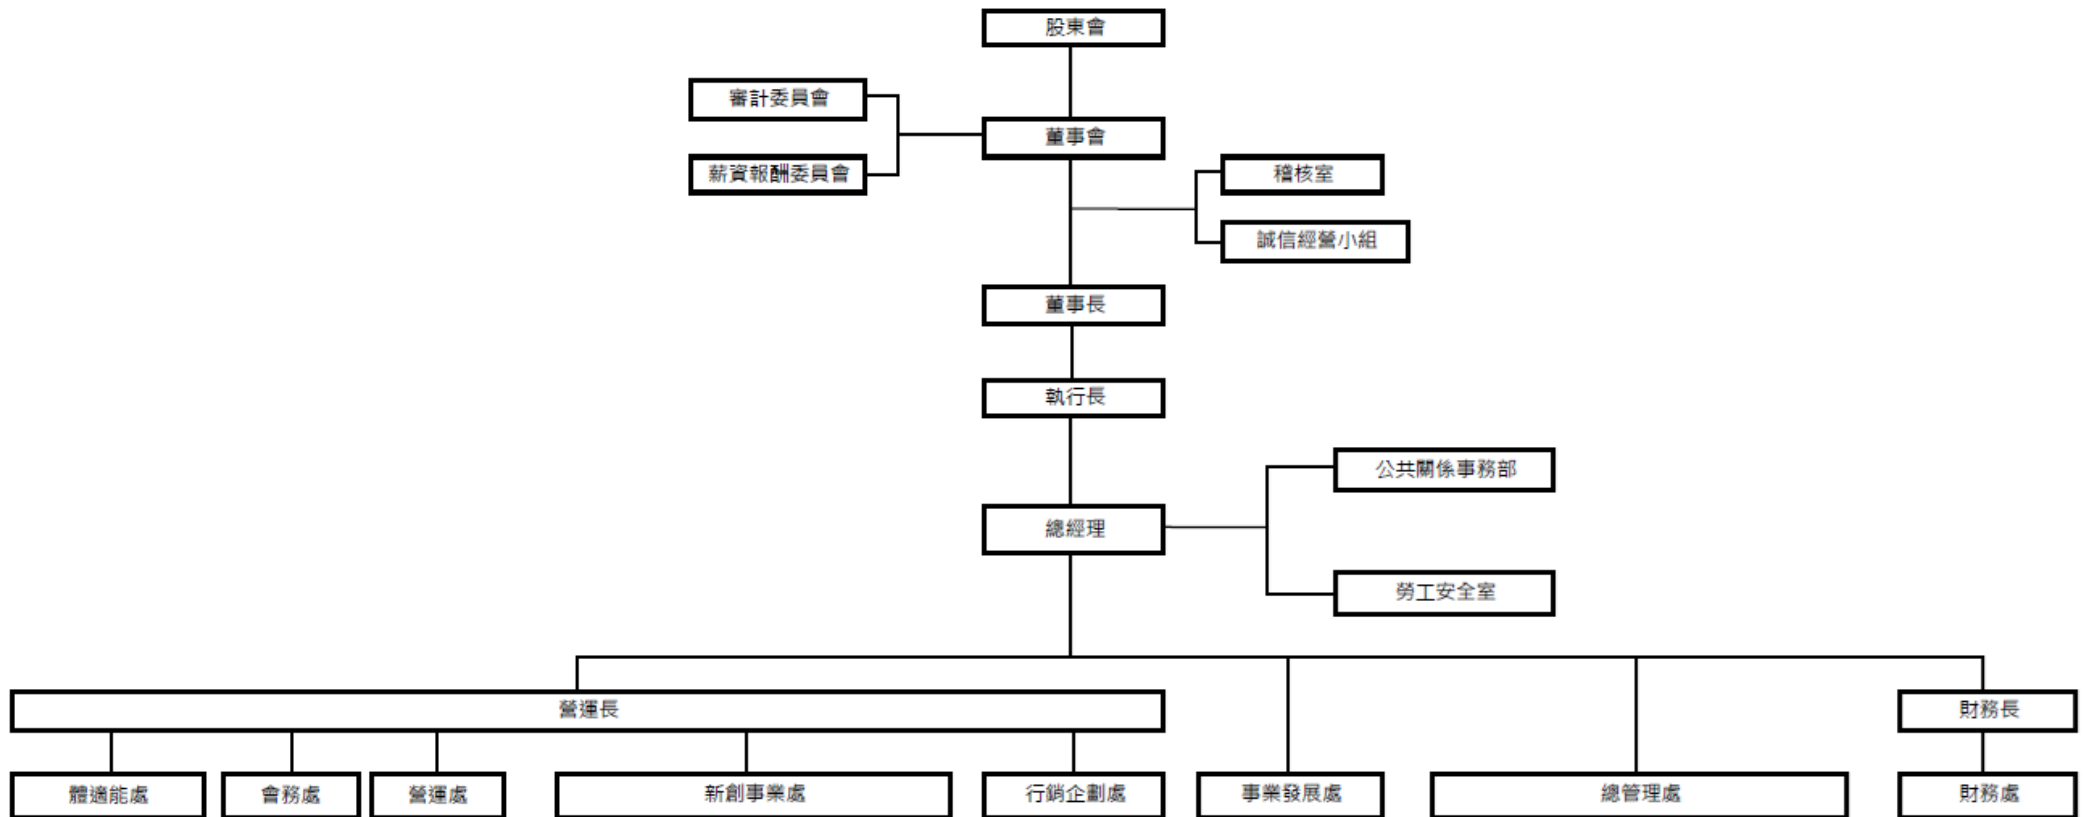 股東會
審計委員會
董事會
薪資報酬委員會
稽核室
誠信經營小組
董事長
執行長
公共關係事務部
總經理
勞工安全室
營運長
財務長
體適能處
會務處
營運處
新創事業處
行銷企劃處
事業發展處
總管理處
財務處